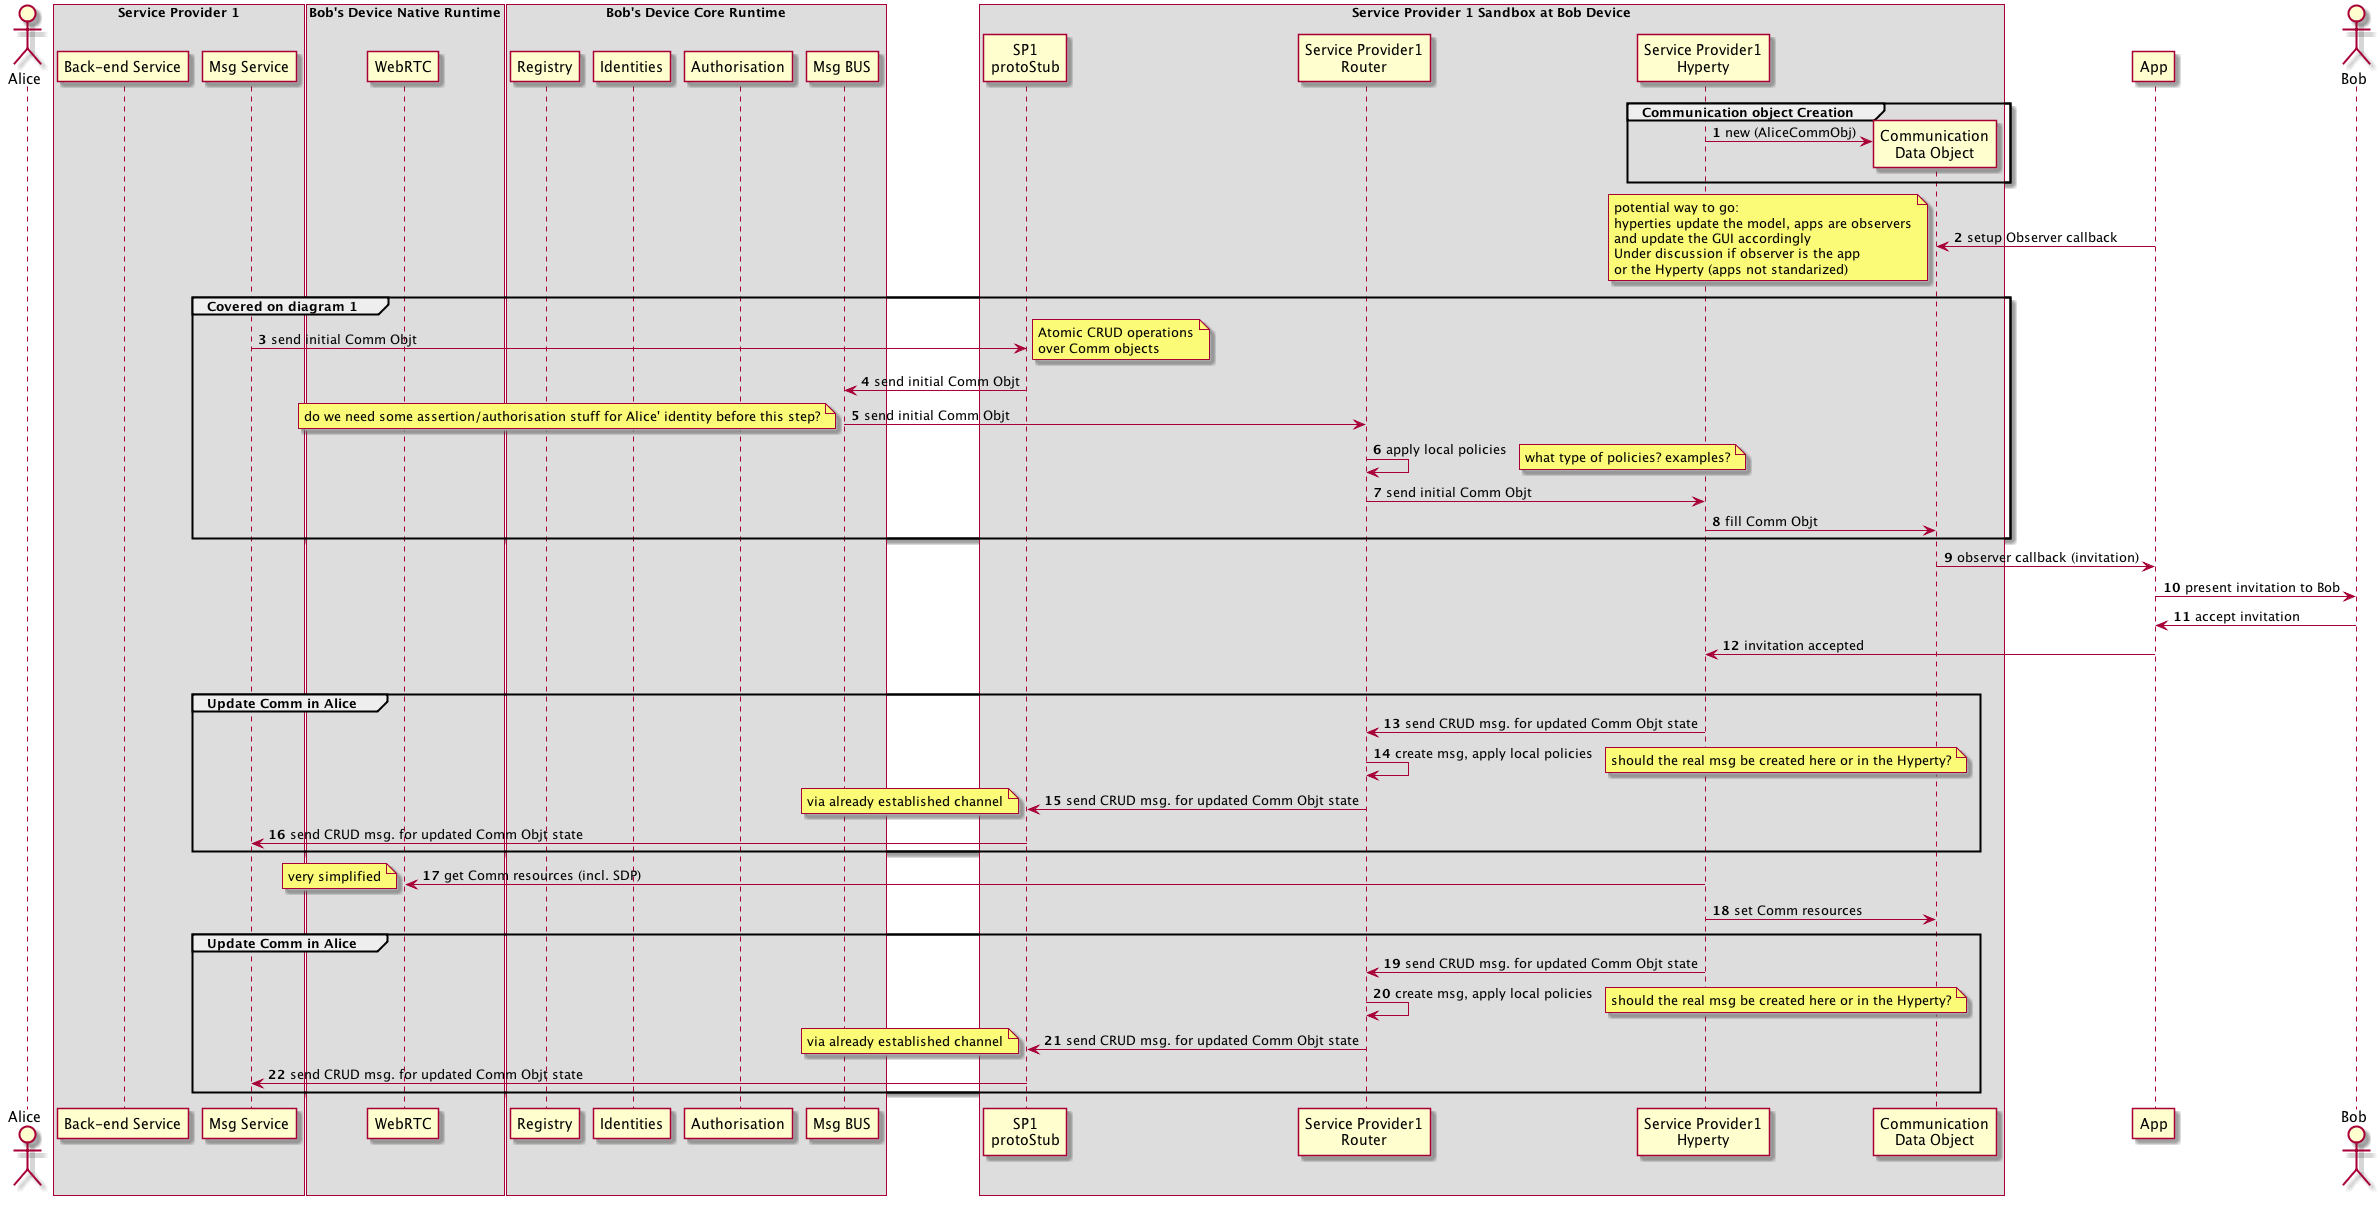 Service Provider 1
Bob's Device Native Runtime
Bob's Device Core Runtime
Service Provider 1 Sandbox at Bob Device
Alice
Back-end Service
Msg Service
WebRTC
Registry
Identities
Authorisation
Msg BUS
SP1
protoStub
Service Provider1
Router
Service Provider1
Hyperty
App
Bob
Communication object Creation
1 new (AliceCommObj)
Communication
Data Object
potential way to go:
hyperties update the model, apps are observers
and update the GUI accordingly
Under discussion if observer is the app
or the Hyperty (apps not standarized)
2 setup Observer callback
Covered on diagram 1
3 send initial Comm Objt
Atomic CRUD operations
over Comm objects
4 send initial Comm Objt
do we need some assertion/authorisation stuff for Alice' identity before this step?
5 send initial Comm Objt
6 apply local policies
what type of policies? examples?
7 send initial Comm Objt
8 fill Comm Objt
9 observer callback (invitation)
10 present invitation to Bob
11 accept invitation
12 invitation accepted
Update Comm in Alice
13 send CRUD msg. for updated Comm Objt state
14 create msg, apply local policies
should the real msg be created here or in the Hyperty?
via already established channel
15 send CRUD msg. for updated Comm Objt state
16 send CRUD msg. for updated Comm Objt state
very simplified
17 get Comm resources (incl. SDP)
18 set Comm resources
Update Comm in Alice
19 send CRUD msg. for updated Comm Objt state
20 create msg, apply local policies
should the real msg be created here or in the Hyperty?
via already established channel
21 send CRUD msg. for updated Comm Objt state
22 send CRUD msg. for updated Comm Objt state
Alice
Back-end Service
Msg Service
WebRTC
Registry
Identities
Authorisation
Msg BUS
SP1
protoStub
Service Provider1
Router
Service Provider1
Hyperty
Communication
Data Object
App
Bob